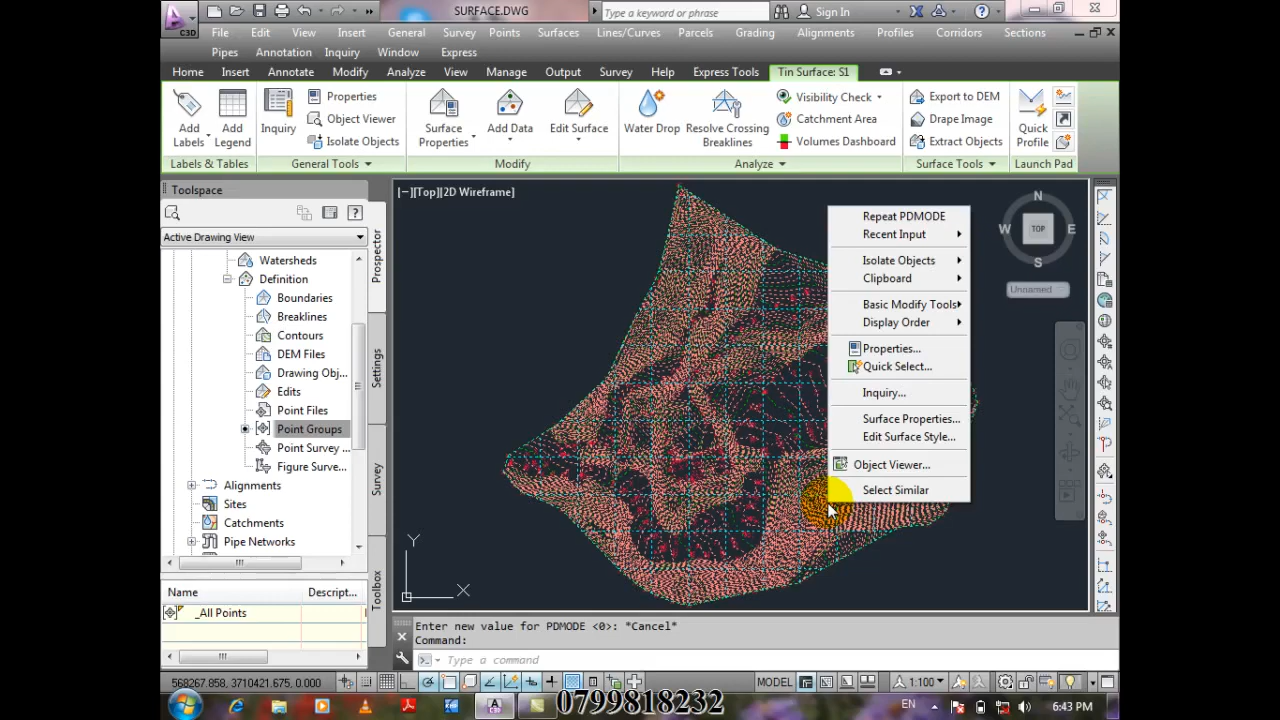 SURFACE.DWG
Type a keyword or phrase
Sign In
C3D
File Edit View Insert General Survey Points Surfaces Lines/Curves Parcels Grading Alignments Profiles Corridors Sections
Pipes Annotation Inquiry Window Express
Home Insert Annotate Modify Analyze View Manage Output Survey Help Express Tools Tin Surface: S1
Add Labels
Add Legend
Inquiry
Properties
Object Viewer
Isolate Objects
Surface Properties
Add Data
Edit Surface
Water Drop
Resolve Crossing Breaklines
Visibility Check
Catchment Area
Volumes Dashboard
Export to DEM
Drape Image
Extract Objects
Quick Profile
Labels & Tables
General Tools
Modify
Analyze
Surface Tools
Launch Pad
Toolspace
Active Drawing View
Watersheds
Definition
Boundaries
Breaklines
Contours
DEM Files
Drawing Obj...
Edits
Point Files
Point Groups
Point Survey ...
Figure Surve...
Alignments
Sites
Catchments
Pipe Networks
Name Descript...
_All Points
Prospector
Settings
Survey
Toolbox
[−][Top][2D Wireframe]
N
W TOP E
S
Unnamed
Y
X
Repeat PDMODE
Recent Input
Isolate Objects
Clipboard
Basic Modify Tools
Display Order
Properties...
Quick Select...
Inquiry...
Surface Properties...
Edit Surface Style...
Object Viewer...
Select Similar
Enter new value for PDMODE <0>: *Cancel*
Command:
Type a command
568267.858, 3710421.675, 0.000
MODEL
1:100
0799818232
EN
6:43 PM